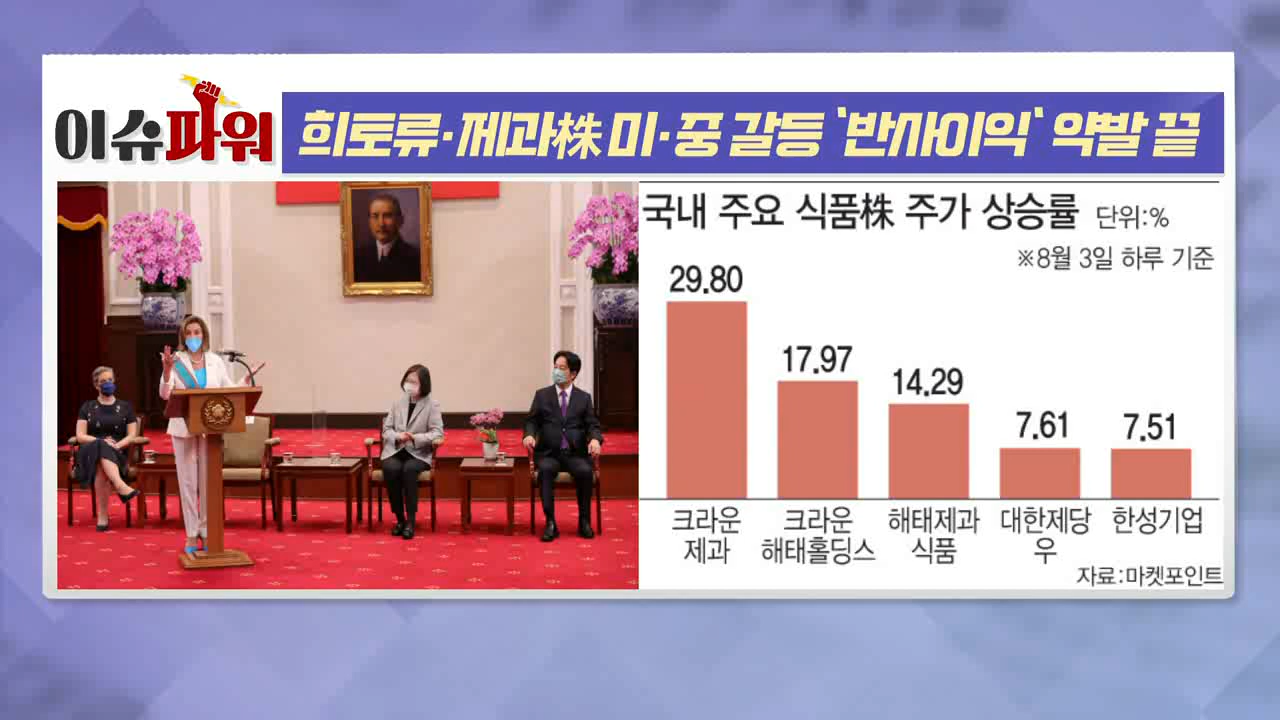 이슈파워
희토류·제과株 미·중 갈등 '반사이익' 약발 끝
국내 주요 식품株 주가 상승률 단위:%
※8월 3일 하루 기준
29.80
17.97
14.29
7.61
7.51
크라운
제과
크라운
해태홀딩스
해태제과
식품
대한제당
우
한성기업
자료:마켓포인트